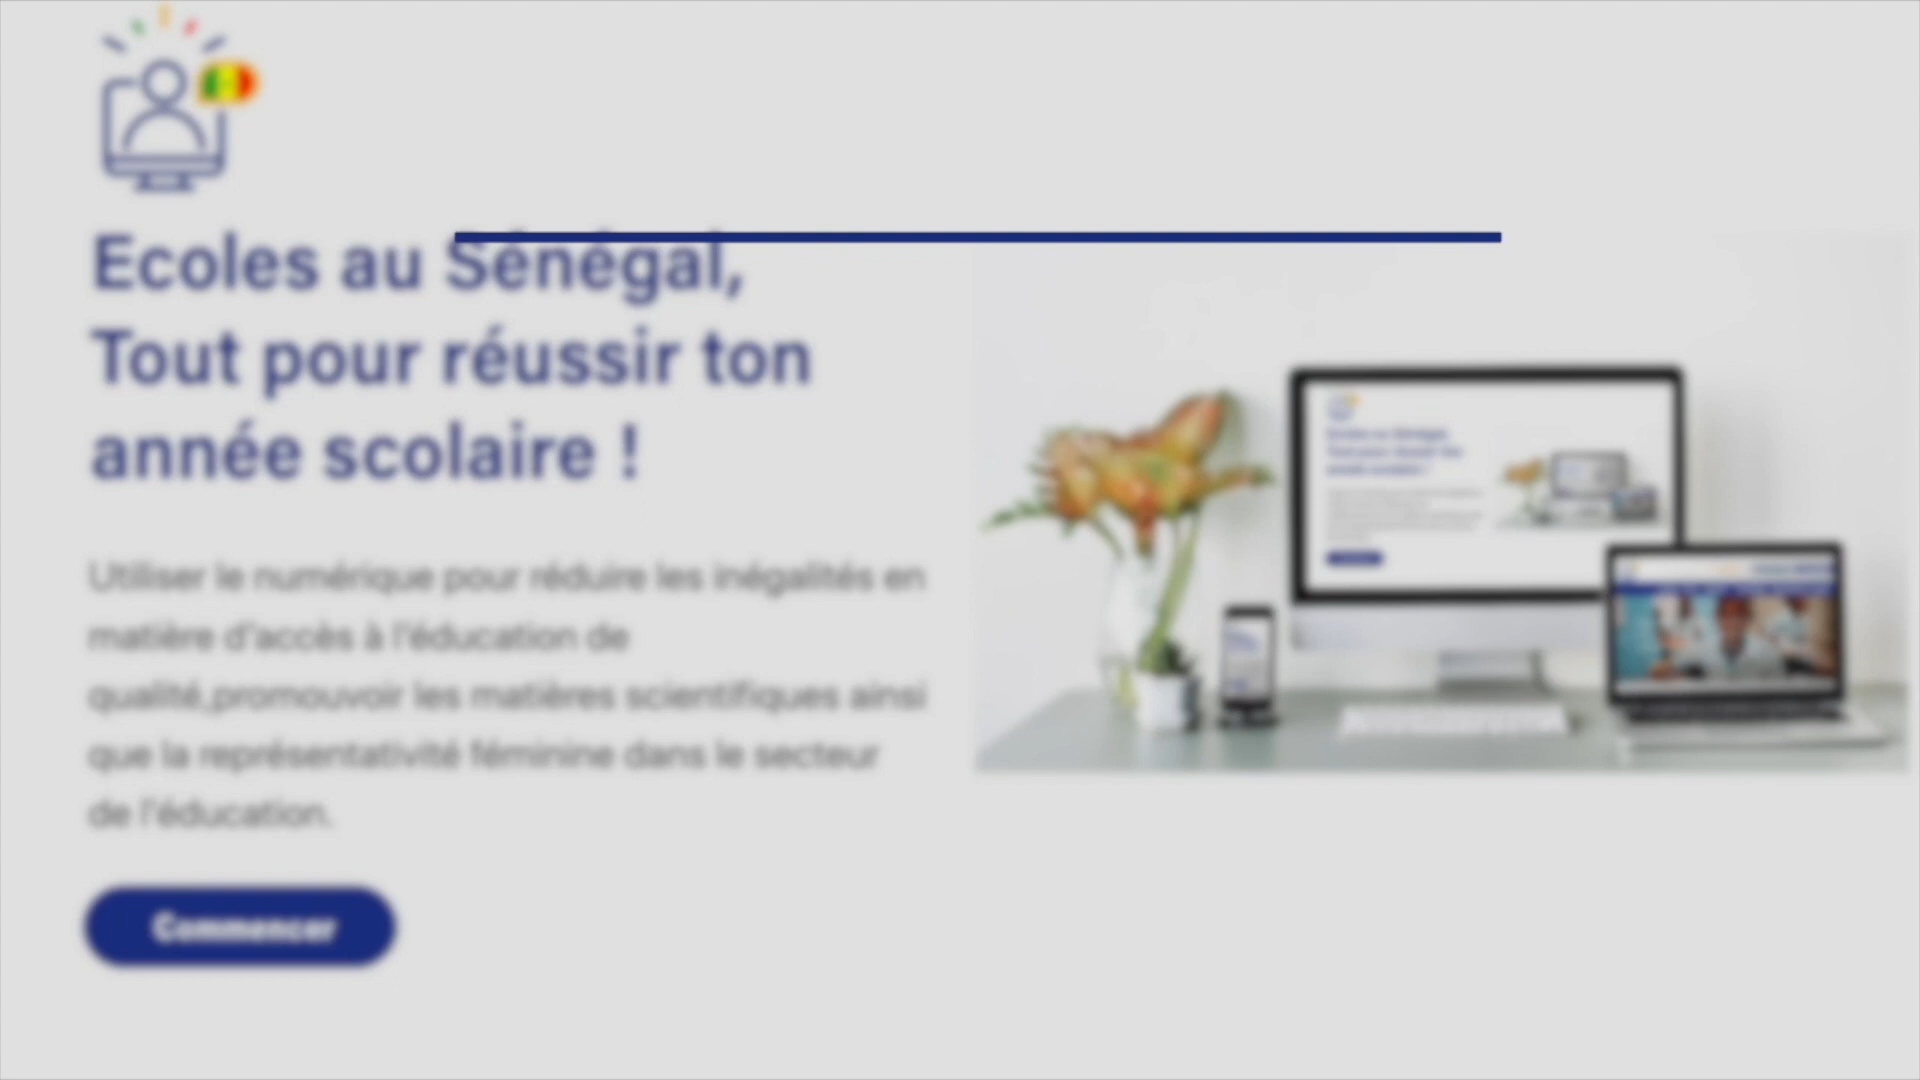 Ecoles au Sénégal,
Tout pour réussir ton
année scolaire !
Utiliser le numérique pour réduire les inégalités en
matière d'accès à l'éducation de
qualité,promouvoir les matières scientifiques ainsi
que la représentativité féminine dans le secteur
de l'éducation.
Commencer